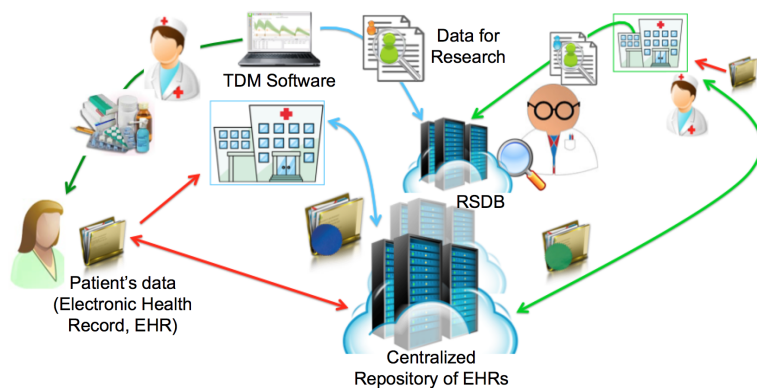 TDM Software
Data for
Research
RSDB
Patient's data
(Electronic Health
Record, EHR)
Centralized
Repository of EHRs